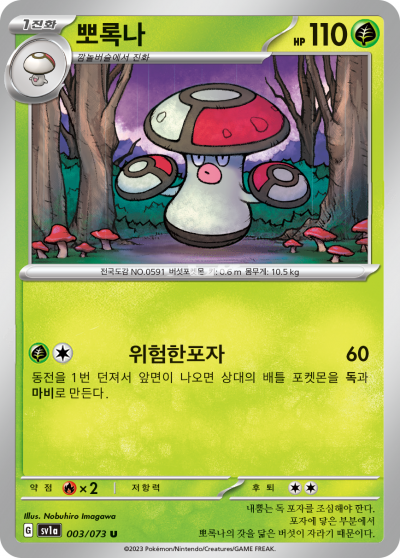 1진화
뽀록나
HP 110
깜놀버슬에서 진화
전국도감 NO.0591 버섯포켓몬 키: 0.6 m 몸무게: 10.5 kg
위험한포자 60
동전을 1번 던져서 앞면이 나오면 상대의 배틀 포켓몬을 독과
마비로 만든다.
약점 ×2 저항력 후퇴
Illus. Nobuhiro Imagawa
G sv1a 003/073 U
내뿜는 독 포자를 조심해야 한다.
포자에 닿은 부분에서
뽀록나의 갓을 닮은 버섯이 자라기 때문이다.
©2023 Pokémon/Nintendo/Creatures/GAME FREAK.